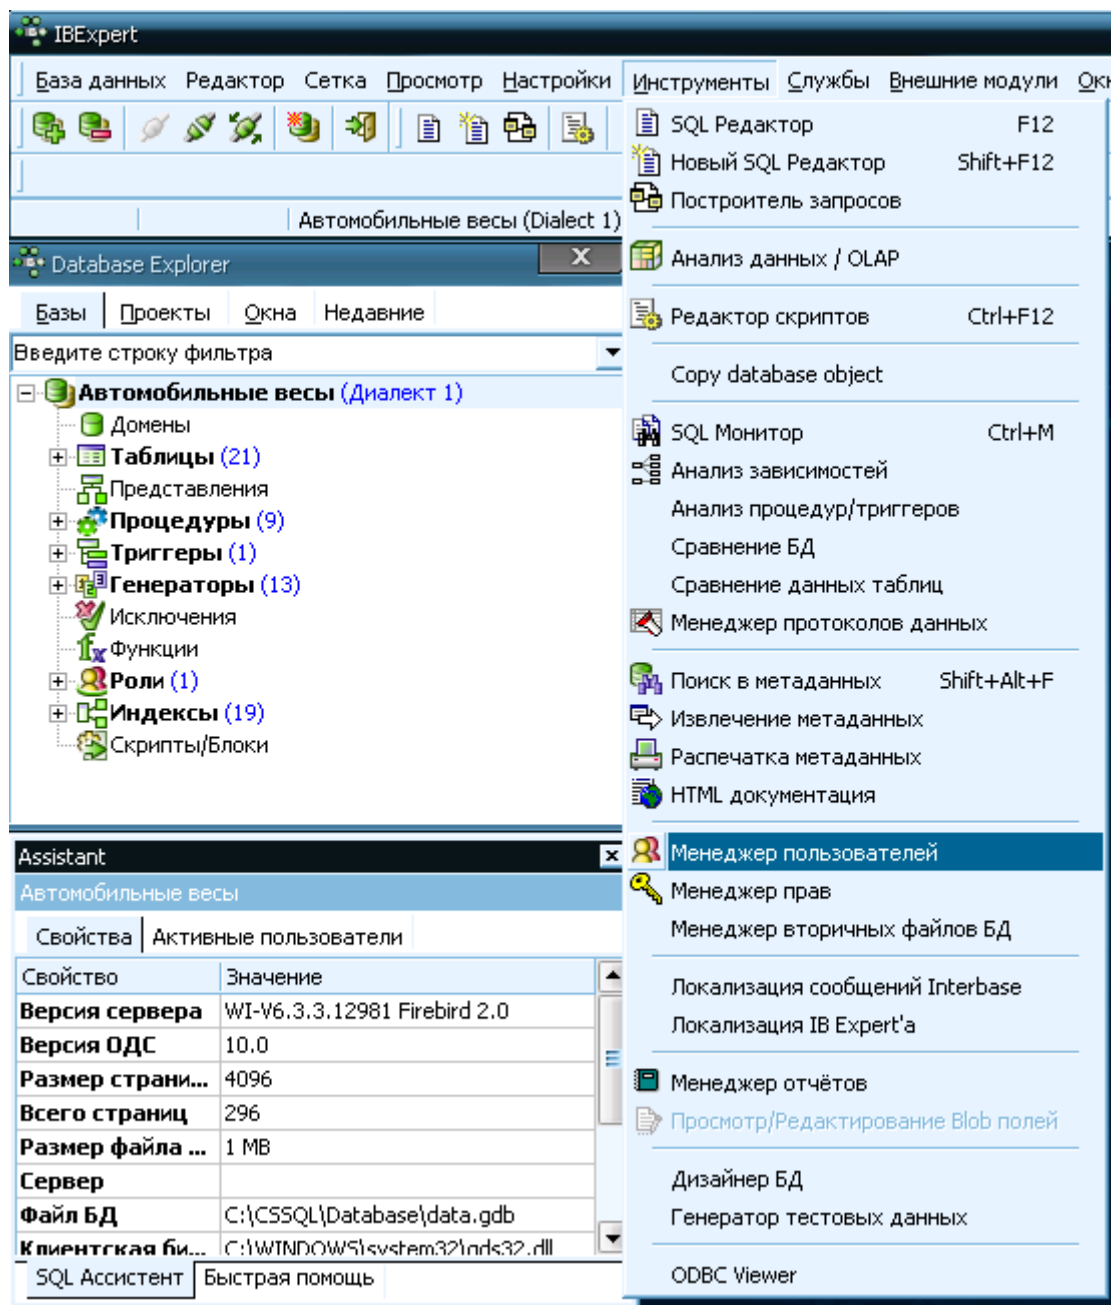 IBExpert
База данных Редактор Сетка Просмотр Настройки Инструменты Службы Внешние модули
Автомобильные весы (Dialect 1)
Database Explorer
Базы Проекты Окна Недавние
Введите строку фильтра
Автомобильные весы (Диалект 1)
Домены
Таблицы (21)
Представления
Процедуры (9)
Триггеры (1)
Генераторы (13)
Исключения
Функции
Роли (1)
Индексы (19)
Скрипты/Блоки
Assistant
Автомобильные весы
Свойства Активные пользователи
Свойство Значение
Версия сервера WI-V6.3.3.12981 Firebird 2.0
Версия ОДС 10.0
Размер страни... 4096
Всего страниц 296
Размер файла ... 1 MB
Сервер
Файл БД C:\CSSQL\Database\data.gdb
Клиентская би... C:\WINDOWS\system32\gds32.dll
SQL Ассистент Быстрая помощь
SQL Редактор F12
Новый SQL Редактор Shift+F12
Построитель запросов
Анализ данных / OLAP
Редактор скриптов Ctrl+F12
Copy database object
SQL Монитор Ctrl+M
Анализ зависимостей
Анализ процедур/триггеров
Сравнение БД
Сравнение данных таблиц
Менеджер протоколов данных
Поиск в метаданных Shift+Alt+F
Извлечение метаданных
Распечатка метаданных
HTML документация
Менеджер пользователей
Менеджер прав
Менеджер вторичных файлов БД
Локализация сообщений Interbase
Локализация IB Expert'а
Менеджер отчётов
Просмотр/Редактирование Blob полей
Дизайнер БД
Генератор тестовых данных
ODBC Viewer